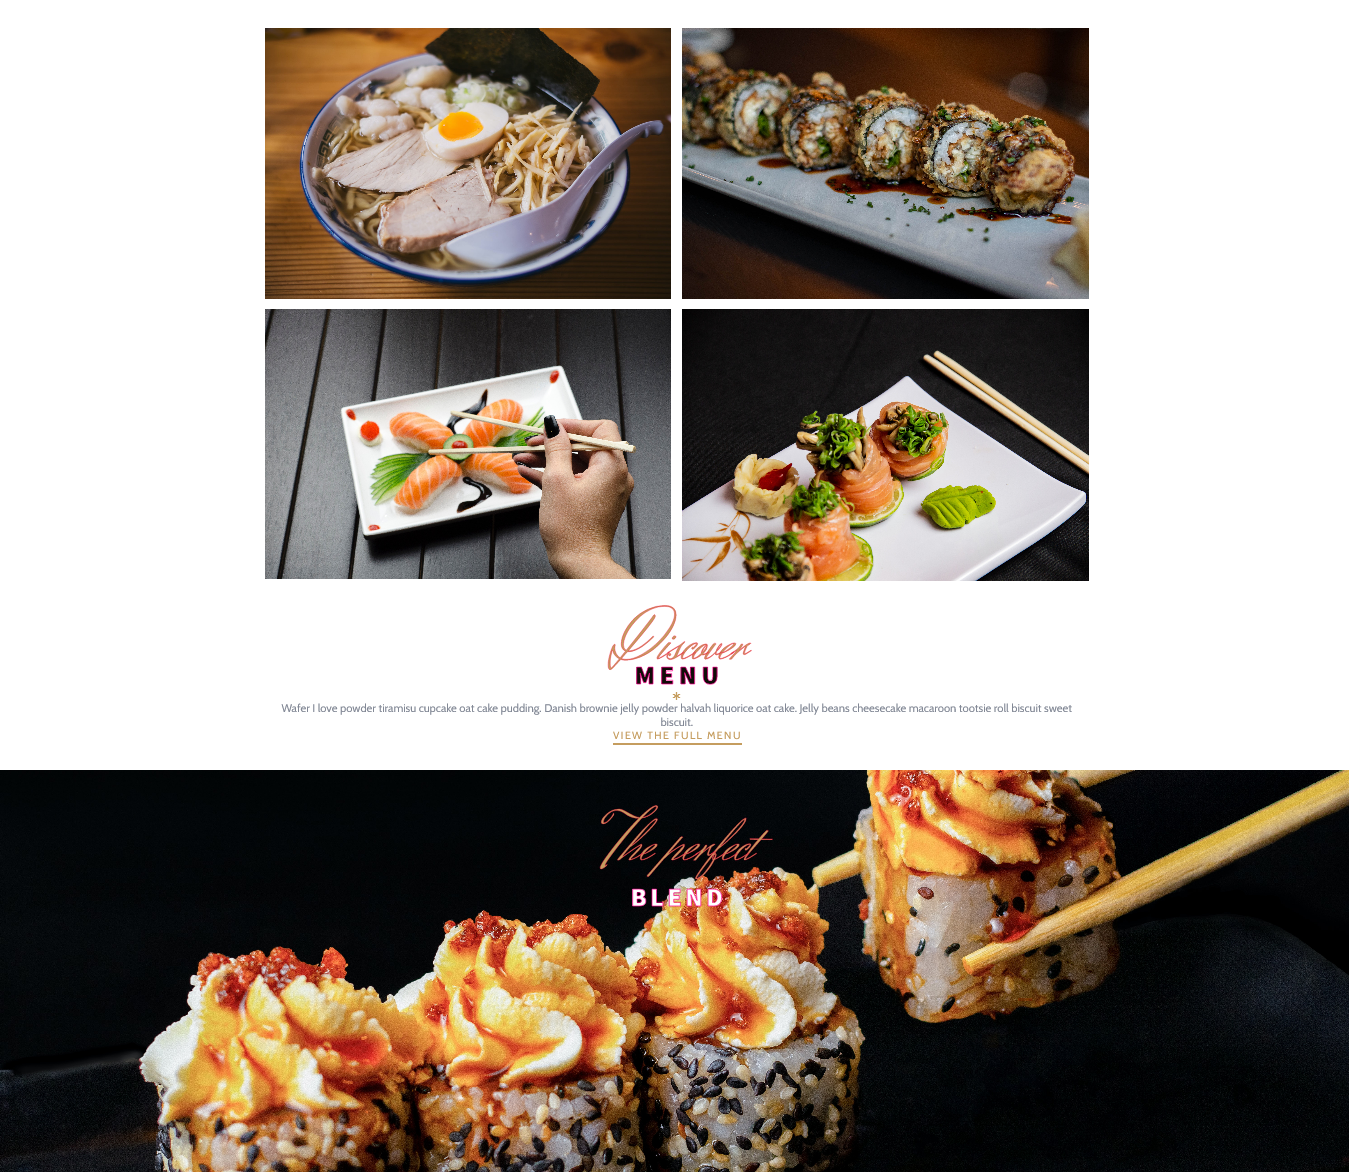 Discover
MENU
*
Wafer I love powder tiramisu cupcake oat cake pudding. Danish brownie jelly powder halvah liquorice oat cake. Jelly beans cheesecake macaroon tootsie roll biscuit sweet
biscuit.
VIEW THE FULL MENU
The perfect
BLEND